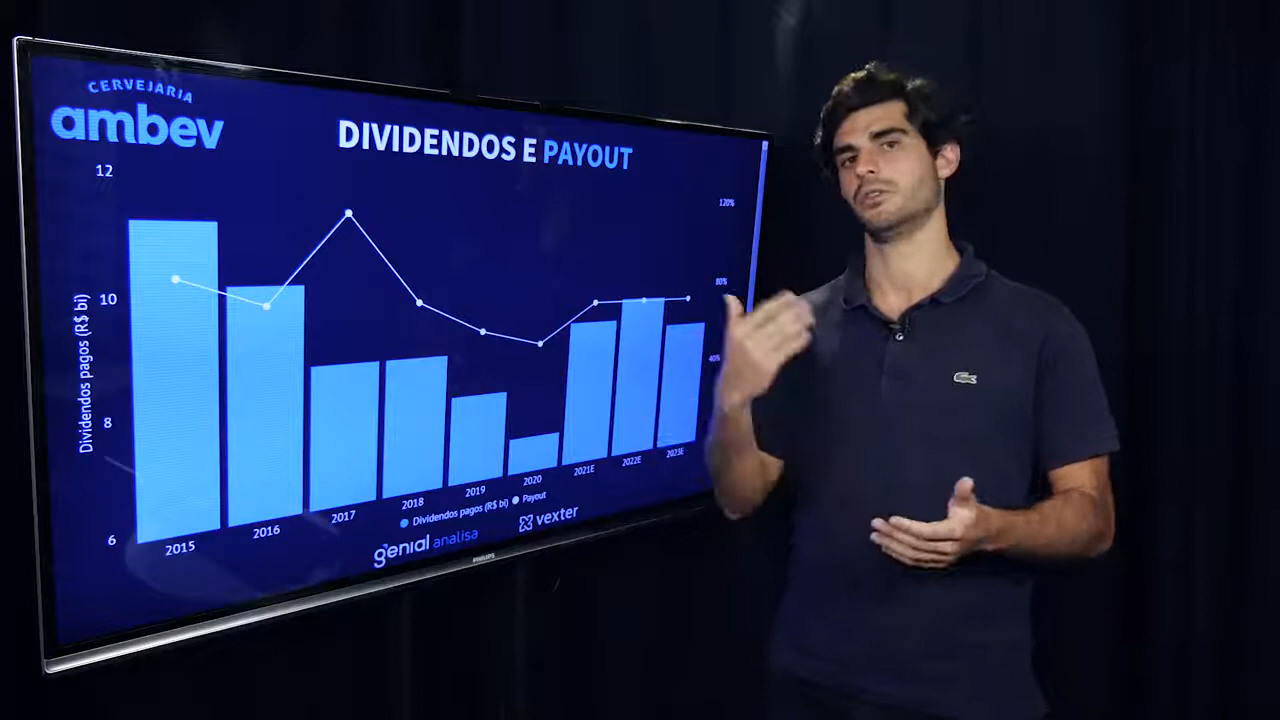 CERVEJARIA
ambev
DIVIDENDOS E PAYOUT
Dividendos pagos (R$ bi)
12
10
8
6
120%
80%
40%
2015
2016
2017
2018
2019
2020
2021E
2022E
2023E
Dividendos pagos (R$ bi) Payout
genial analisa
vexter
PHILIPS